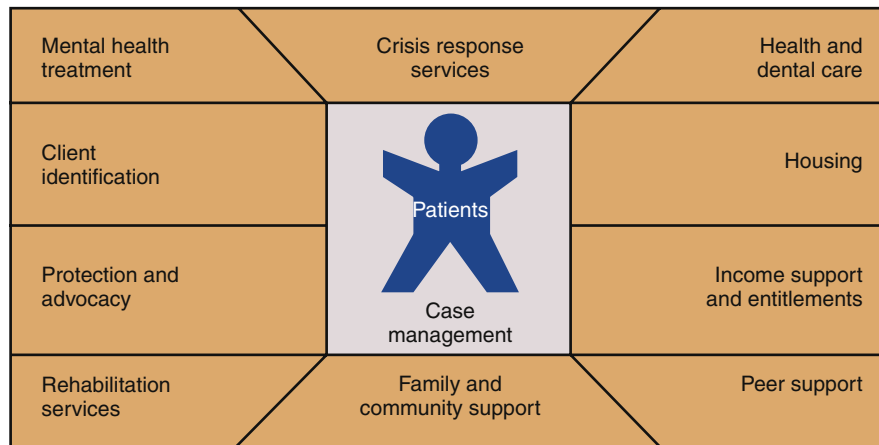 Mental health
treatment
Crisis response
services
Health and
dental care
Client
identification
Patients
Housing
Protection and
advocacy
Case
management
Income support
and entitlements
Rehabilitation
services
Family and
community support
Peer support